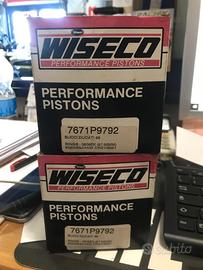 WISECO
PERFORMANCE PISTONS
PERFORMANCE
PISTONS
7671P9792
WISECO
PERFORMANCE PISTONS
PERFORMANCE
PISTONS
7671P9792
Subito